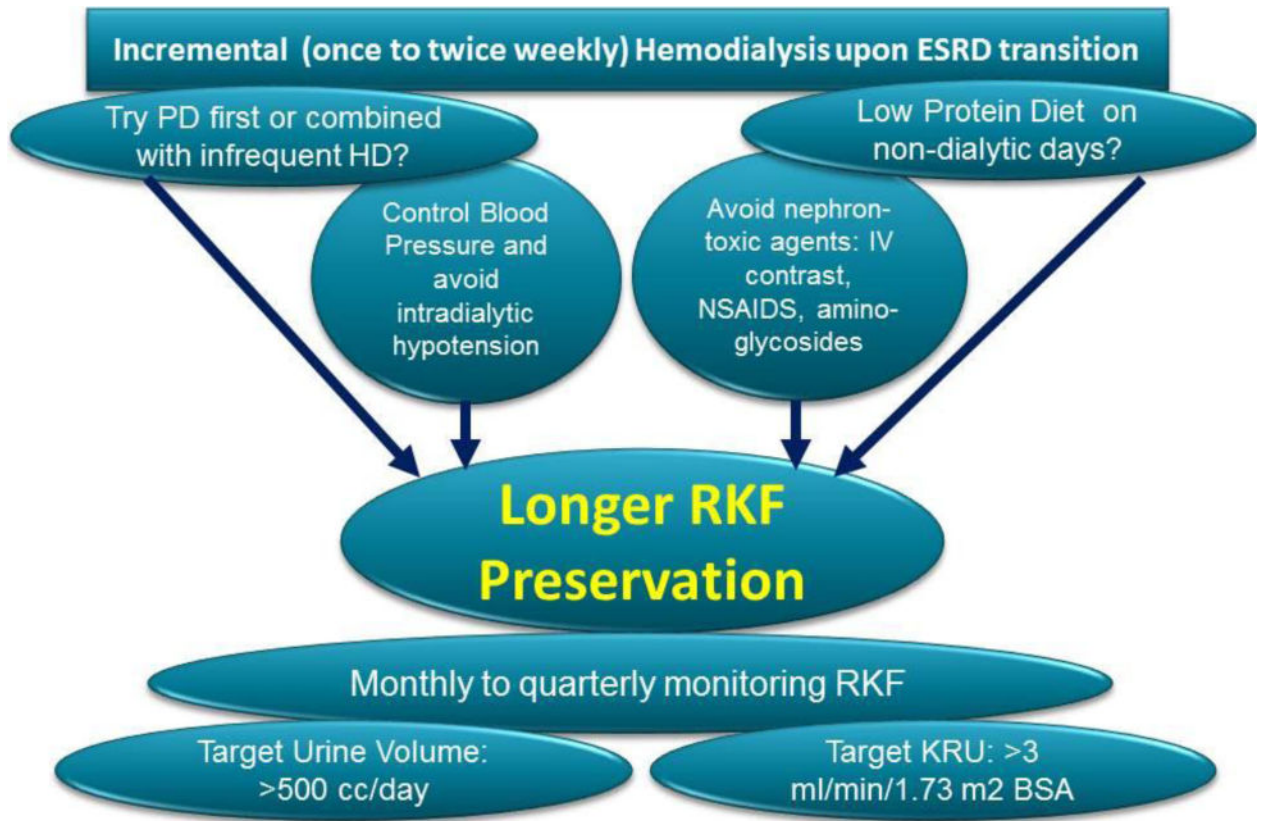 Incremental (once to twice weekly) Hemodialysis upon ESRD transition
Try PD first or combined
with infrequent HD?
Low Protein Diet on
non-dialytic days?
Control Blood
Pressure and
avoid
intradialytic
hypotension
Avoid nephron-
toxic agents: IV
contrast,
NSAIDS, amino-
glycosides
Longer RKF
Preservation
Monthly to quarterly monitoring RKF
Target Urine Volume:
>500 cc/day
Target KRU: >3
ml/min/1.73 m2 BSA